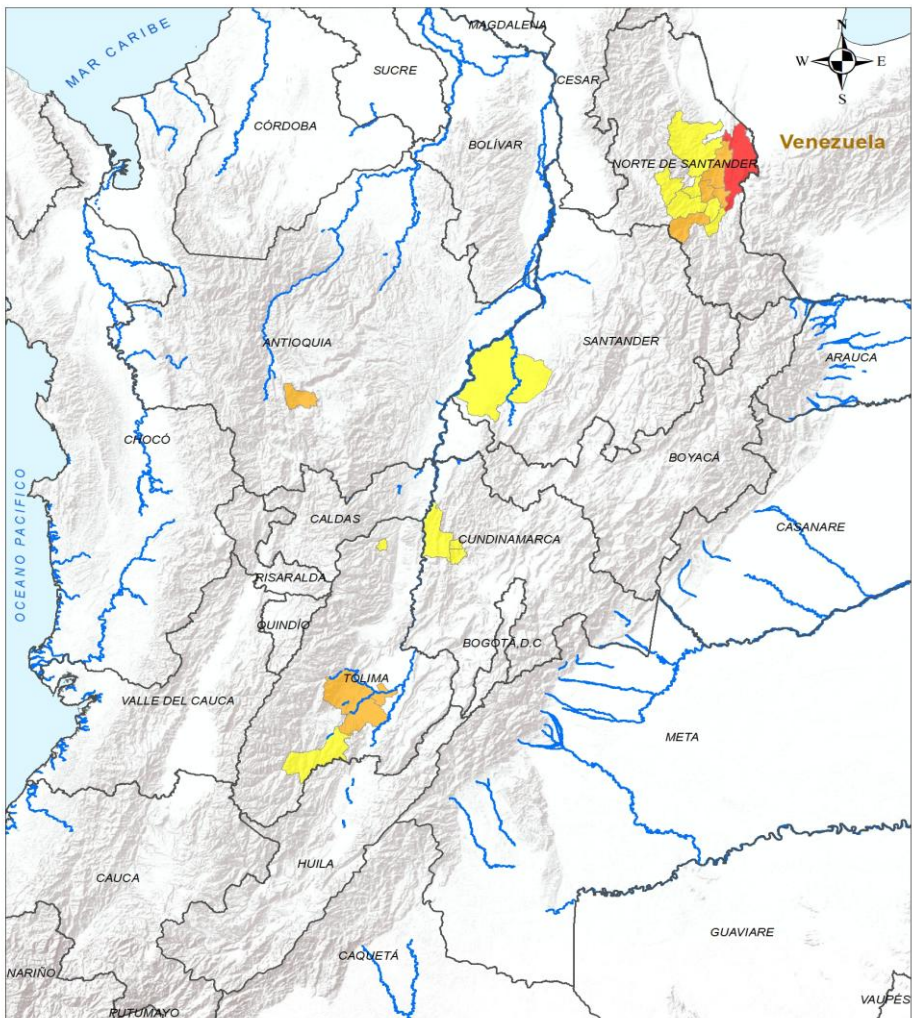 MAGDALENA
MAR CARIBE
N
W
E
S
SUCRE
CESAR
CÓRDOBA
BOLÍVAR
Venezuela
NORTE DE SANTANDER
ANTIOQUIA
SANTANDER
ARAUCA
CHOCÓ
BOYACÁ
OCEANO PACIFICO
CALDAS
CASANARE
CUNDINAMARCA
RISARALDA
QUINDÍO
BOGOTÁ, D.C
TOLIMA
VALLE DEL CAUCA
META
HUILA
CAUCA
GUAVIARE
CAQUETÁ
NARIÑO
VAUPÉS
PUTUMAYO